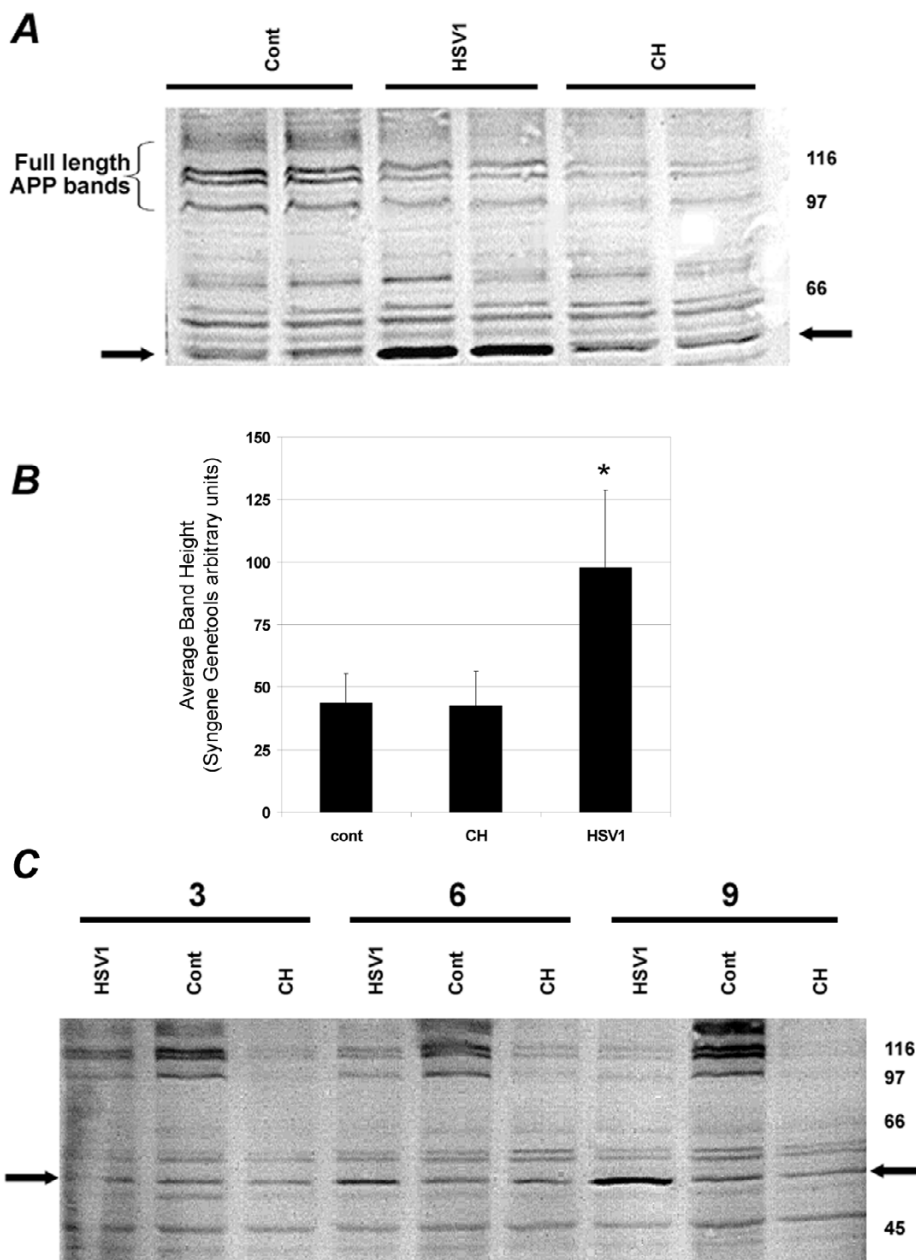 A
Cont
HSV1
CH
Full length
APP bands
116
97
66
B
Average Band Height
(Syngene Genetools arbitrary units)
150
125
100
75
50
25
0
*
cont
CH
HSV1
C
3
6
9
HSV1
Cont
CH
HSV1
Cont
CH
HSV1
Cont
CH
116
97
66
45